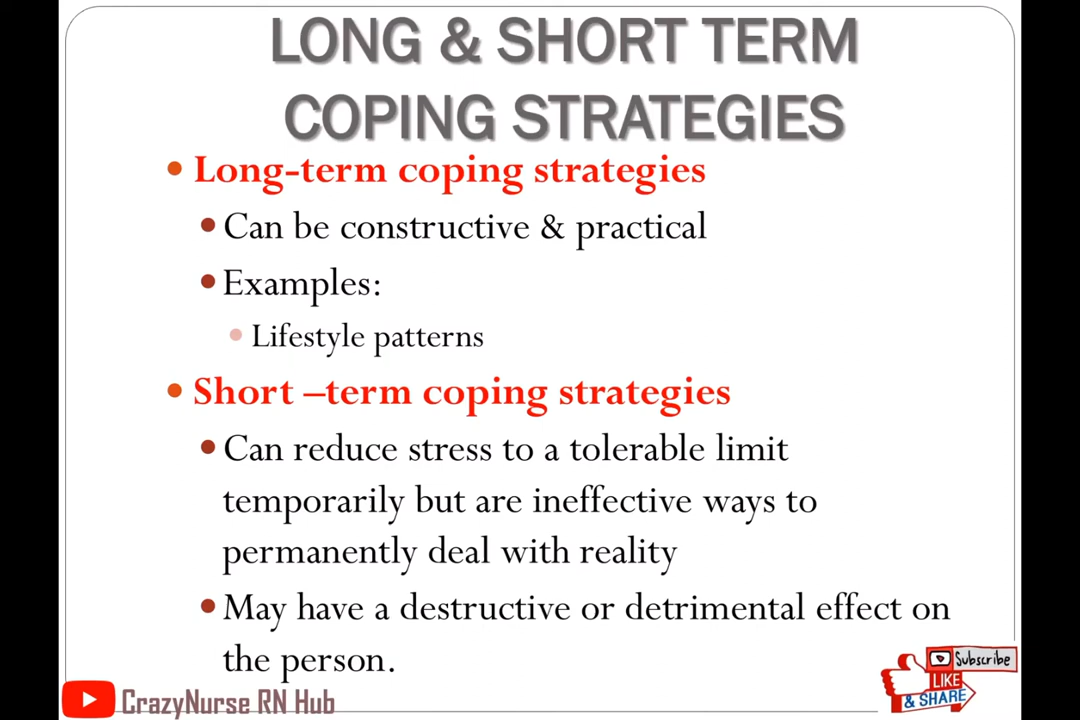 LONG & SHORT TERM
COPING STRATEGIES
Long-term coping strategies
Can be constructive & practical
Examples:
Lifestyle patterns
Short –term coping strategies
Can reduce stress to a tolerable limit
temporarily but are ineffective ways to
permanently deal with reality
May have a destructive or detrimental effect on
the person.
Subscribe
LIKE
& SHARE
CrazyNurse RN Hub